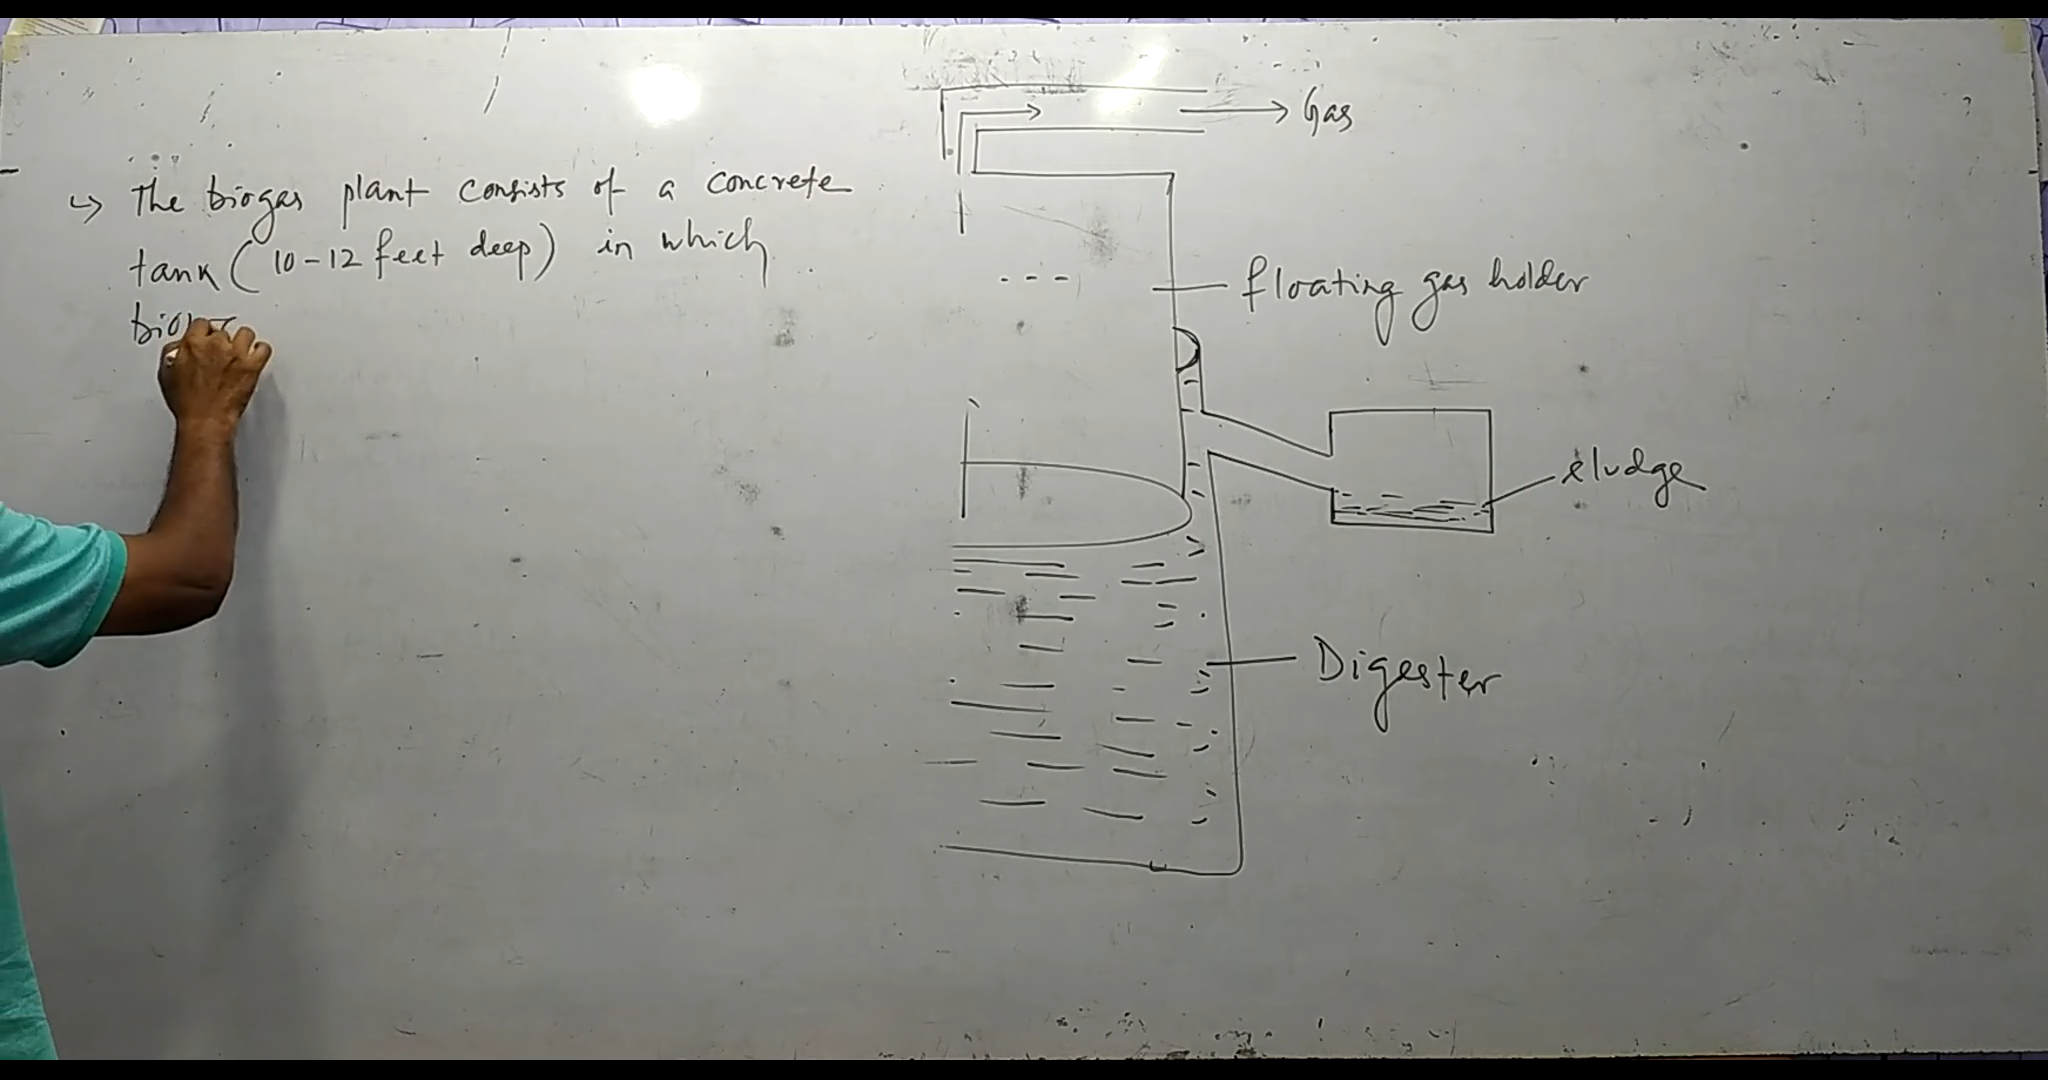 ↳ The biogas plant consists of a concrete
tank (10-12 feet deep) in which
Gas
floating gas holder
sludge
Digester